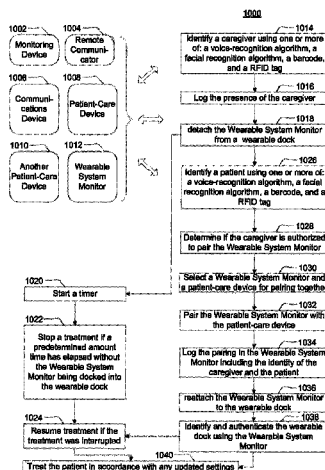 1000
1002
Monitoring
Device
1004
Remote
Communi-
cator
1006
Communi-
cations
Device
1008
Patient-Care
Device
1010
Another
Patient-Care
Device
1012
Wearable
System
Monitor
1014
Identify a caregiver using one or more
of: a voice-recognition algorithm, a
facial recognition algorithm, a barcode,
and a RFID tag
1016
Log the presence of the caregiver
1018
detach the Wearable System Monitor
from a wearable dock
1026
Identify a patient using one or more of:
a voice-recognition algorithm, a facial
recognition algorithm, a bercode, and a
RFID tag
1028
Determine if the caregiver is authorized
to pair the Wearable System Monitor
1030
Select a Wearable System Monitor and
a patient-care device for pairing together
1032
Pair the Wearable System Monitor with
the patient-care device
1034
Log the pairing in the Wearable System
Monitor including the identity of
the caregiver and the patient
1036
reattach the Wearable System Monitor
to the wearable dock
1038
Identify and authenticate the wearable
dock using the Wearable System
Monitor
1020
Start a timer
1022
Stop a treatment if a
predetermined amount
time has elapsed without
the Wearable System
Monitor being docked into
the wearable dock
1024
Resume treatment if the
treatment was interrupted
1040
Treat the patient in accordance with any updated settings